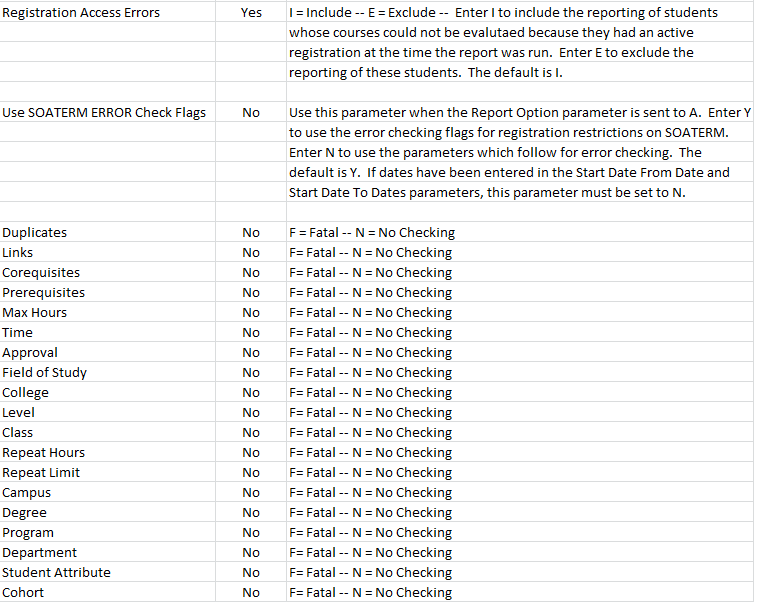 Registration Access Errors Yes I = Include -- E = Exclude -- Enter I to include the reporting of students
whose courses could not be evalutaed because they had an active
registration at the time the report was run. Enter E to exclude the
reporting of these students. The default is I.
Use SOATERM ERROR Check Flags No Use this parameter when the Report Option parameter is sent to A. Enter Y
to use the error checking flags for registration restrictions on SOATERM.
Enter N to use the parameters which follow for error checking. The
default is Y. If dates have been entered in the Start Date From Date and
Start Date To Dates parameters, this parameter must be set to N.
Duplicates No F = Fatal -- N = No Checking
Links No F= Fatal -- N = No Checking
Corequisites No F= Fatal -- N = No Checking
Prerequisites No F= Fatal -- N = No Checking
Max Hours No F= Fatal -- N = No Checking
Time No F= Fatal -- N = No Checking
Approval No F= Fatal -- N = No Checking
Field of Study No F= Fatal -- N = No Checking
College No F= Fatal -- N = No Checking
Level No F= Fatal -- N = No Checking
Class No F= Fatal -- N = No Checking
Repeat Hours No F= Fatal -- N = No Checking
Repeat Limit No F= Fatal -- N = No Checking
Campus No F= Fatal -- N = No Checking
Degree No F= Fatal -- N = No Checking
Program No F= Fatal -- N = No Checking
Department No F= Fatal -- N = No Checking
Student Attribute No F= Fatal -- N = No Checking
Cohort No F= Fatal -- N = No Checking